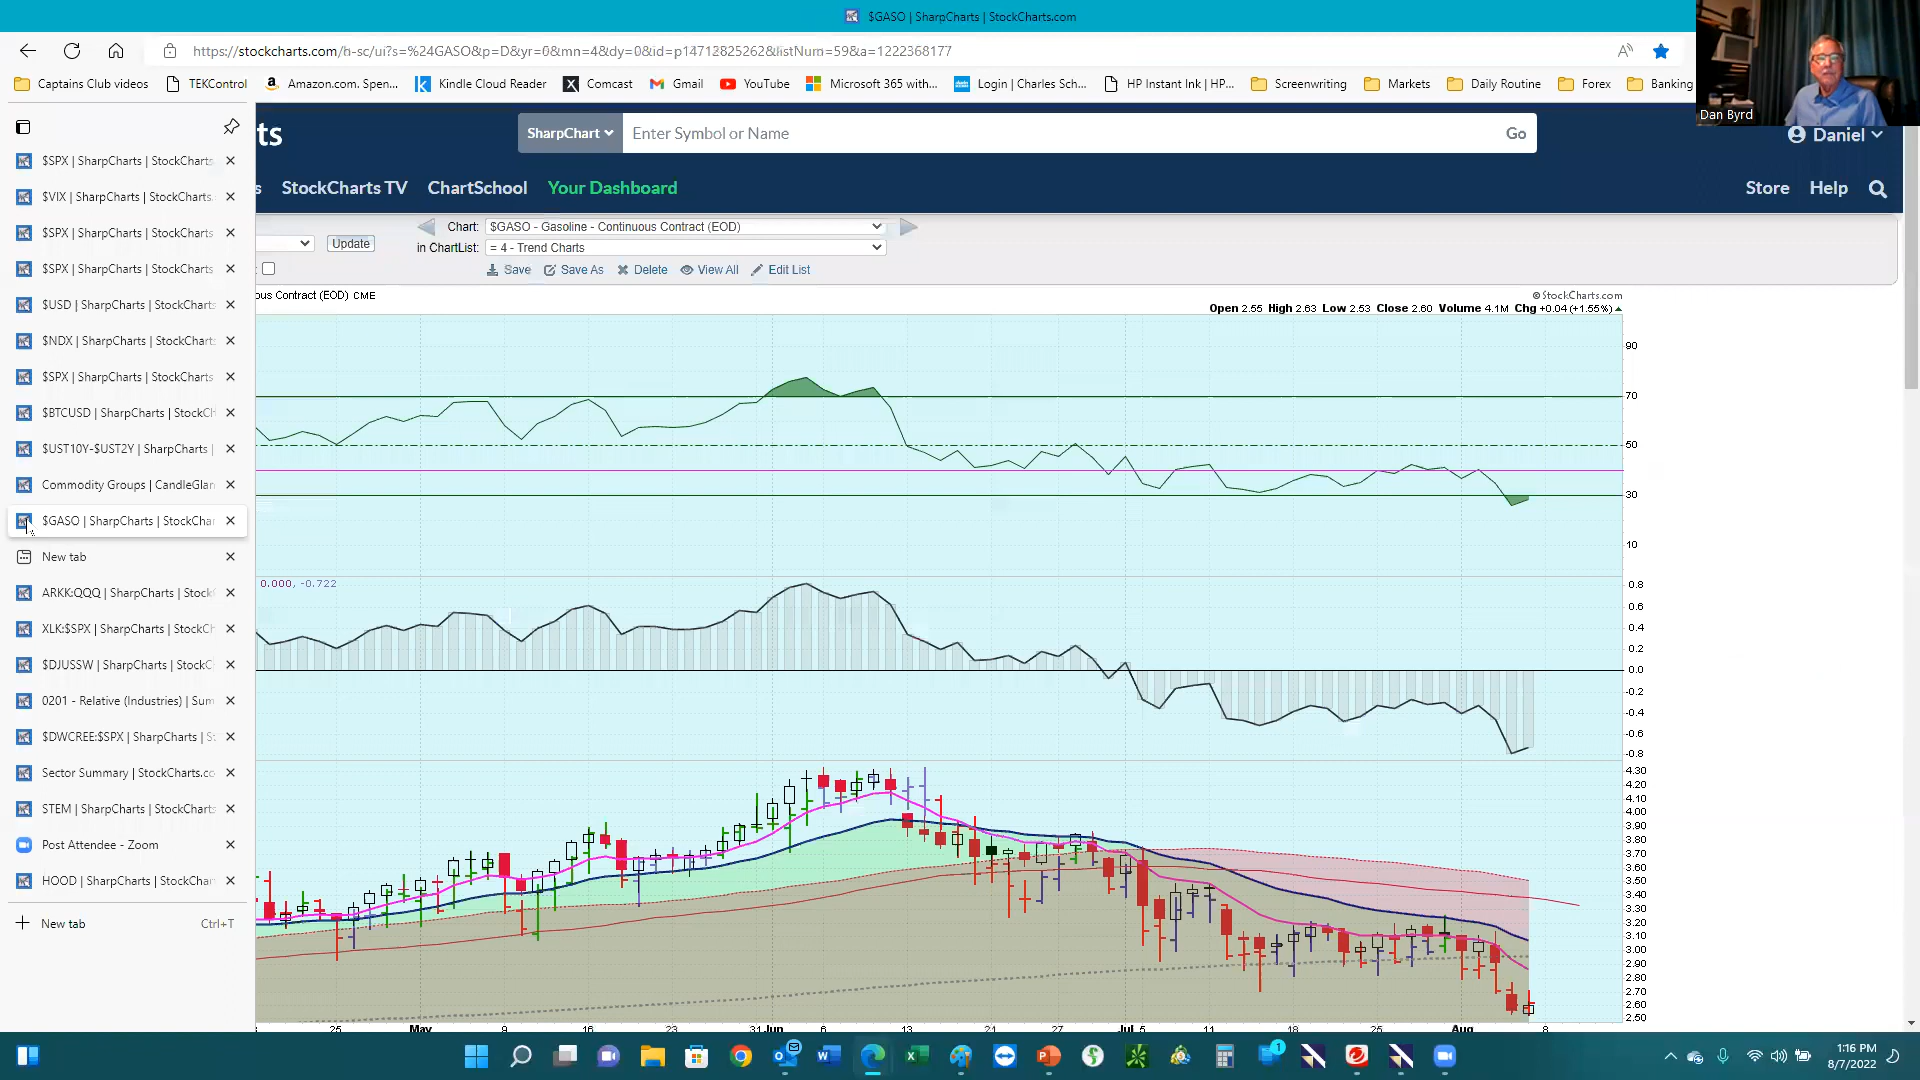 $GASO | SharpCharts | StockCharts.com
https://stockcharts.com/h-sc/ui?s=%24GASO&p=D&yr=0&mn=4&dy=0&id=p14712825262&listNum=59&a=1222368177
Captains Club videos TEKControl Amazon.com. Spen... Kindle Cloud Reader Comcast Gmail YouTube Microsoft 365 with... Login | Charles Sch... HP Instant Ink | HP... Screenwriting Markets Daily Routine Forex Banking
Dan Byrd
ts SharpChart Enter Symbol or Name Go Daniel
s StockCharts TV ChartSchool Your Dashboard Store Help
Chart: $GASO - Gasoline - Continuous Contract (EOD)
Update in ChartList: = 4 - Trend Charts
Save Save As Delete View All Edit List
$SPX | SharpCharts | StockCharts
$VIX | SharpCharts | StockCharts.
$SPX | SharpCharts | StockCharts
$SPX | SharpCharts | StockCharts
$USD | SharpCharts | StockCharts
$NDX | SharpCharts | StockCharts
$SPX | SharpCharts | StockCharts
$BTCUSD | SharpCharts | StockCh
$UST10Y-$UST2Y | SharpCharts |
Commodity Groups | CandleGlan
$GASO | SharpCharts | StockChar
New tab
ARKK:QQQ | SharpCharts | Stock
XLK:$SPX | SharpCharts | StockCh
$DJUSSW | SharpCharts | StockC
0201 - Relative (Industries) | Sum
$DWCREE:$SPX | SharpCharts | St
Sector Summary | StockCharts.co
STEM | SharpCharts | StockCharts
Post Attendee - Zoom
HOOD | SharpCharts | StockChar
New tab Ctrl+T
ous Contract (EOD) CME
© StockCharts.com
Open 2.55 High 2.63 Low 2.53 Close 2.60 Volume 4.1M Chg +0.04 (+1.55%)
90
70
50
30
10
0.000, -0.722
0.8
0.6
0.4
0.2
0.0
-0.2
-0.4
-0.6
-0.8
4.30
4.20
4.10
4.00
3.90
3.80
3.70
3.60
3.50
3.40
3.30
3.20
3.10
3.00
2.90
2.80
2.70
2.60
2.50
25 May 9 16 23 31 Jun 6 13 21 27 Jul 5 11 18 25 Aug 8
1
1:16 PM
8/7/2022